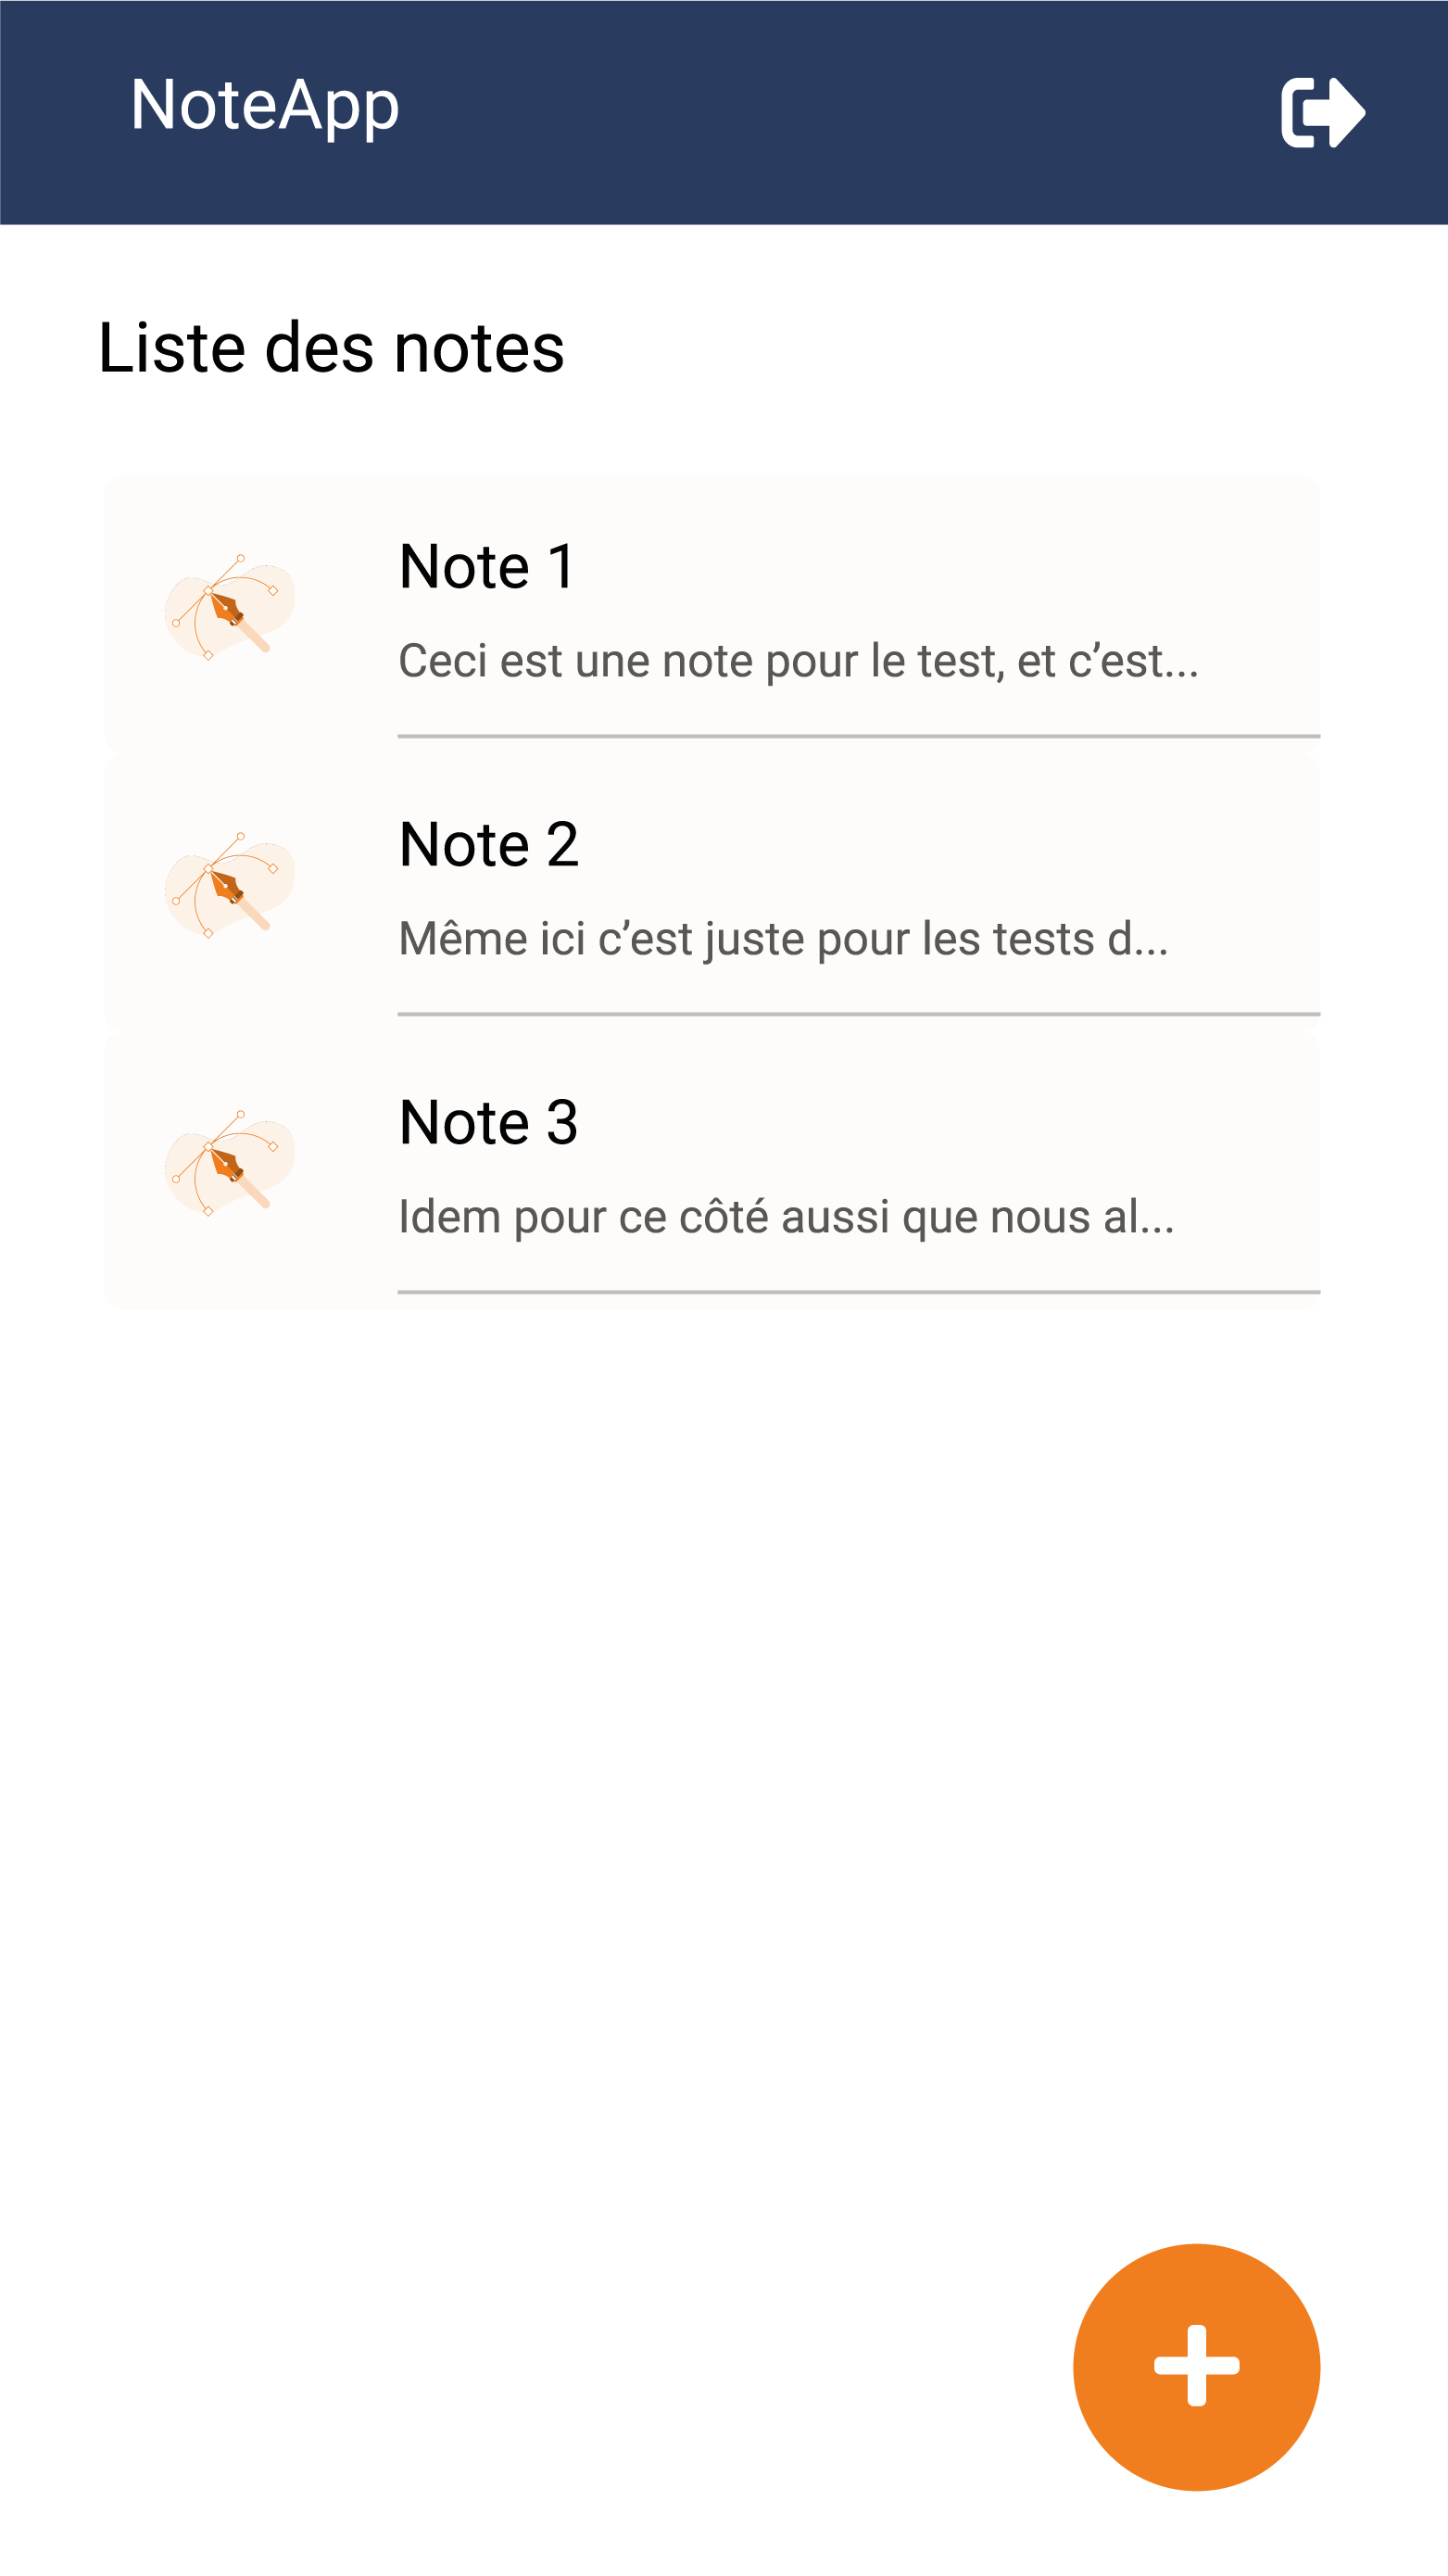 NoteApp
Liste des notes
Note 1
Ceci est une note pour le test, et c’est...
Note 2
Même ici c’est juste pour les tests d...
Note 3
Idem pour ce côté aussi que nous al...